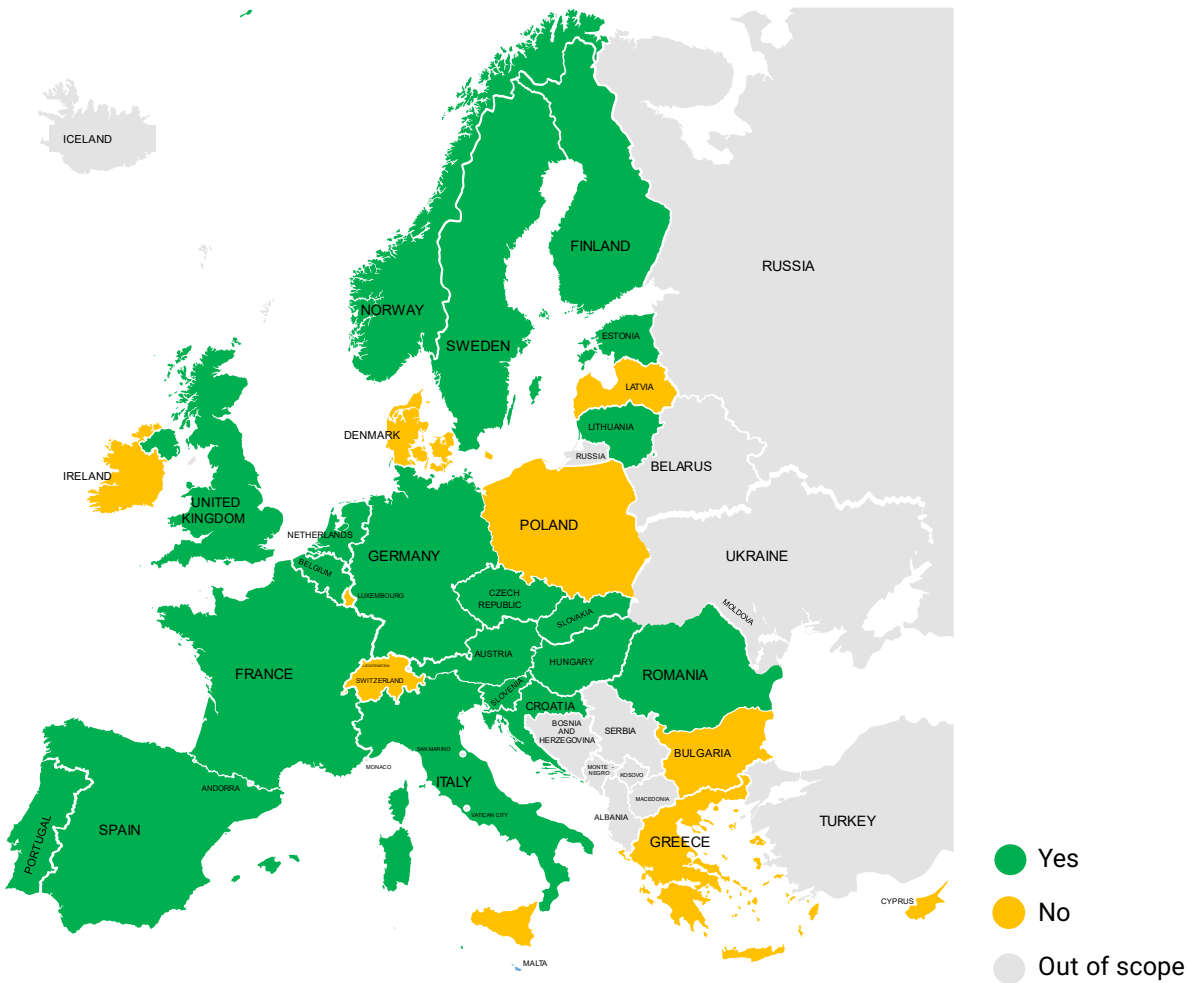 ICELAND
FINLAND
RUSSIA
NORWAY
SWEDEN
ESTONIA
LATVIA
LITHUANIA
DENMARK
RUSSIA
BELARUS
IRELAND
UNITED
KINGDOM
NETHERLANDS
POLAND
GERMANY
UKRAINE
BELGIUM
LUXEMBOURG
CZECH
REPUBLIC
SLOVAKIA
MOLDOVA
AUSTRIA
HUNGARY
LIECHTENSTEIN
SWITZERLAND
FRANCE
ROMANIA
SLOVENIA
CROATIA
BOSNIA
AND
HERZEGOVINA
SERBIA
SAN MARINO
BULGARIA
MONACO
MONTE -
NEGRO
KOSOVO
ITALY
ANDORRA
MACEDONIA
VATICAN CITY
ALBANIA
SPAIN
PORTUGAL
GREECE
TURKEY
CYPRUS
MALTA
Yes
No
Out of scope